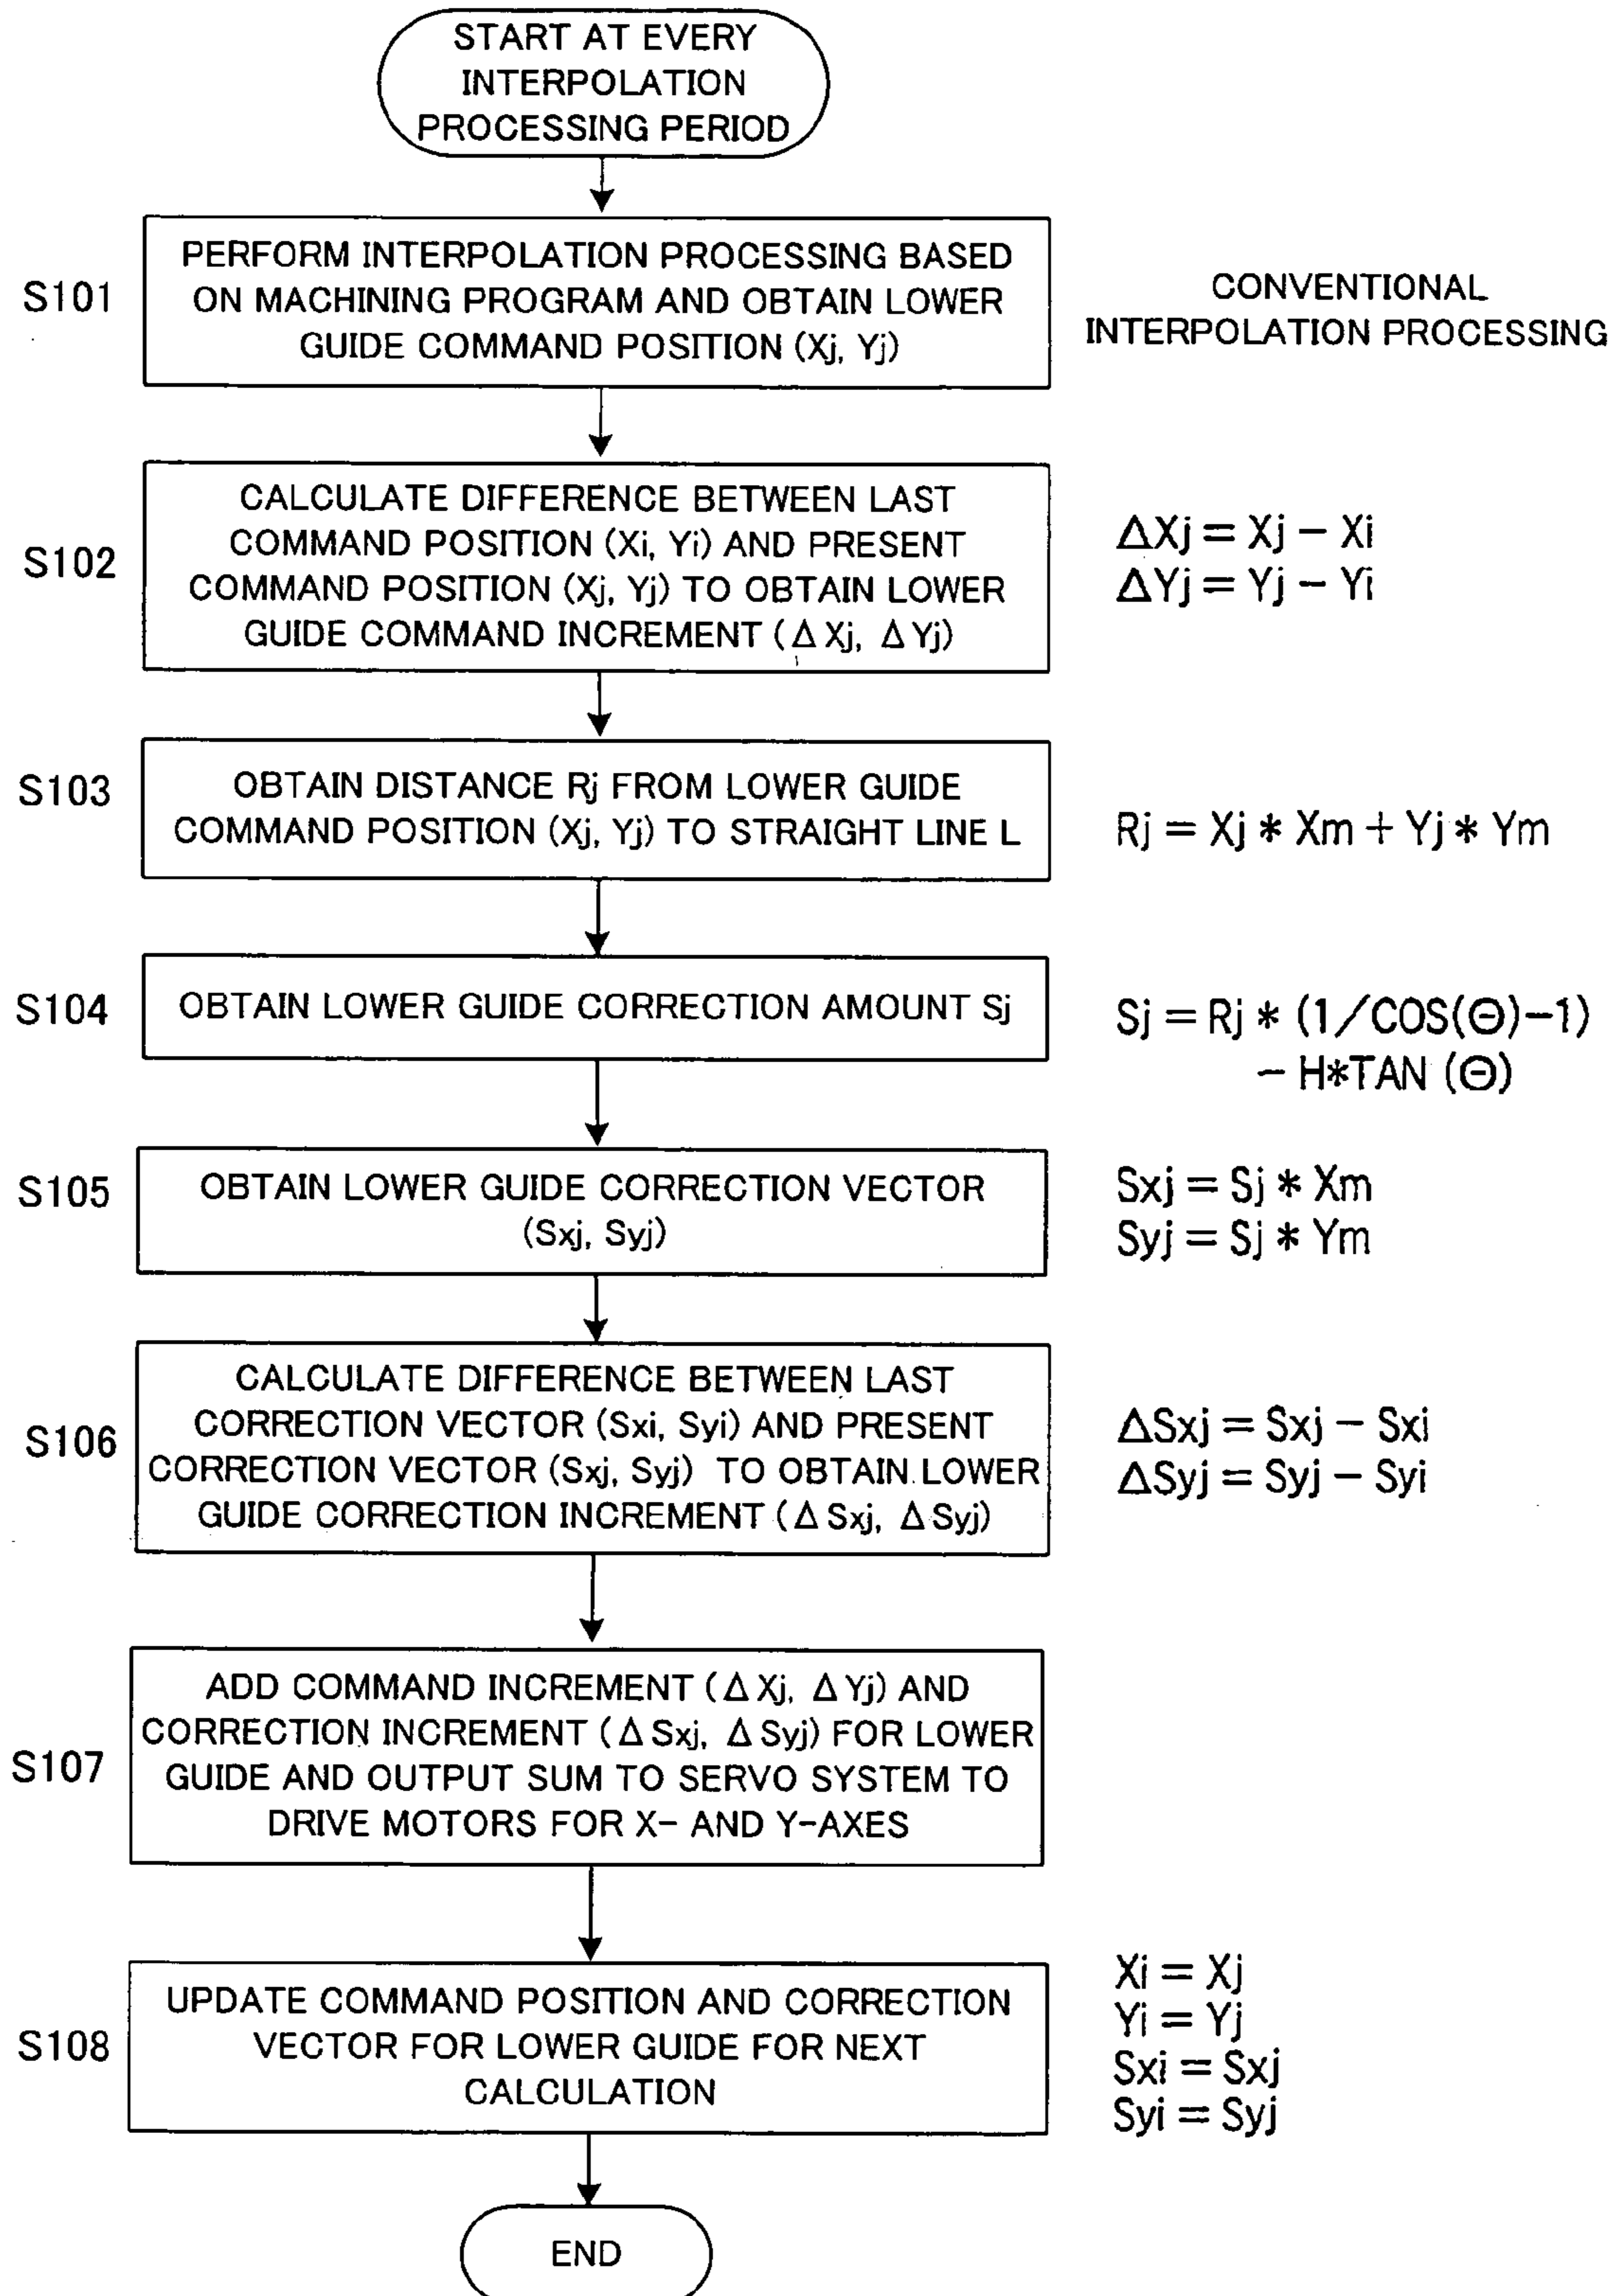 START AT EVERY
INTERPOLATION
PROCESSING PERIOD
S101
PERFORM INTERPOLATION PROCESSING BASED
ON MACHINING PROGRAM AND OBTAIN LOWER
GUIDE COMMAND POSITION (Xj, Yj)
CONVENTIONAL
INTERPOLATION PROCESSING
S102
CALCULATE DIFFERENCE BETWEEN LAST
COMMAND POSITION (Xi, Yi) AND PRESENT
COMMAND POSITION (Xj, Yj) TO OBTAIN LOWER
GUIDE COMMAND INCREMENT (Δ Xj, Δ Yj)
ΔXj = Xj − Xi
ΔYj = Yj − Yi
S103
OBTAIN DISTANCE Rj FROM LOWER GUIDE
COMMAND POSITION (Xj, Yj) TO STRAIGHT LINE L
Rj = Xj * Xm + Yj * Ym
S104
OBTAIN LOWER GUIDE CORRECTION AMOUNT Sj
Sj = Rj * (1/COS(Θ)−1)
− H*TAN (Θ)
S105
OBTAIN LOWER GUIDE CORRECTION VECTOR
(Sxj, Syj)
Sxj = Sj * Xm
Syj = Sj * Ym
S106
CALCULATE DIFFERENCE BETWEEN LAST
CORRECTION VECTOR (Sxi, Syi) AND PRESENT
CORRECTION VECTOR (Sxj, Syj) TO OBTAIN LOWER
GUIDE CORRECTION INCREMENT (Δ Sxj, Δ Syj)
ΔSxj = Sxj − Sxi
ΔSyj = Syj − Syi
S107
ADD COMMAND INCREMENT (Δ Xj, Δ Yj) AND
CORRECTION INCREMENT (Δ Sxj, Δ Syj) FOR LOWER
GUIDE AND OUTPUT SUM TO SERVO SYSTEM TO
DRIVE MOTORS FOR X− AND Y−AXES
S108
UPDATE COMMAND POSITION AND CORRECTION
VECTOR FOR LOWER GUIDE FOR NEXT
CALCULATION
Xi = Xj
Yi = Yj
Sxi = Sxj
Syi = Syj
END